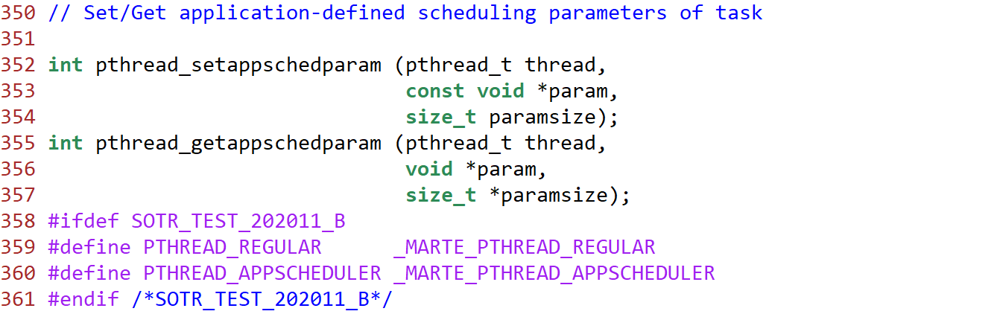 350 // Set/Get application-defined scheduling parameters of task
351
352 int pthread_setappschedparam (pthread_t thread,
353                               const void *param,
354                               size_t paramsize);
355 int pthread_getappschedparam (pthread_t thread,
356                               void *param,
357                               size_t *paramsize);
358 #ifdef SOTR_TEST_202011_B
359 #define PTHREAD_REGULAR      _MARTE_PTHREAD_REGULAR
360 #define PTHREAD_APPSCHEDULER _MARTE_PTHREAD_APPSCHEDULER
361 #endif /*SOTR_TEST_202011_B*/